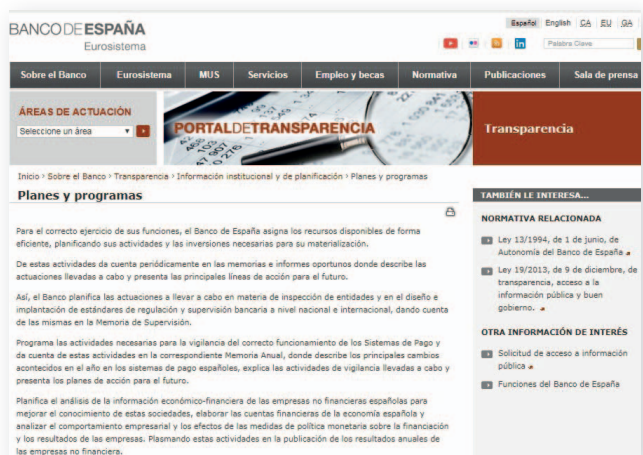 BANCO DE ESPAÑA
Eurosistema
Español English CA EU GA
Palabra Clave
Sobre el Banco Eurosistema MUS Servicios Empleo y becas Normativa Publicaciones Sala de prensa
ÁREAS DE ACTUACIÓN
Seleccione un área
PORTALDETRANSPARENCIA
Transparencia
Inicio › Sobre el Banco › Transparencia › Información institucional y de planificación › Planes y programas
Planes y programas
Para el correcto ejercicio de sus funciones, el Banco de España asigna los recursos disponibles de forma
eficiente, planificando sus actividades y las inversiones necesarias para su materialización.
De estas actividades da cuenta periódicamente en las memorias e informes oportunos donde describe las
actuaciones llevadas a cabo y presenta las principales líneas de acción para el futuro.
Así, el Banco planifica las actuaciones a llevar a cabo en materia de inspección de entidades y en el diseño e
implantación de estándares de regulación y supervisión bancaria a nivel nacional e internacional, dando cuenta
de las mismas en la Memoria de Supervisión.
Programa las actividades necesarias para la vigilancia del correcto funcionamiento de los Sistemas de Pago y
da cuenta de estas actividades en la correspondiente Memoria Anual, donde describe los principales cambios
acontecidos en el año en los sistemas de pago españoles, explica las actividades de vigilancia llevadas a cabo y
presenta los planes de acción para el futuro.
Planifica el análisis de la información económico-financiera de las empresas no financieras españolas para
mejorar el conocimiento de estas sociedades, elaborar las cuentas financieras de la economía española y
analizar el comportamiento empresarial y los efectos de las medidas de política monetaria sobre la financiación
y los resultados de las empresas. Plasmando estas actividades en la publicación de los resultados anuales de
las empresas no financiera.
TAMBIÉN LE INTERESA...
NORMATIVA RELACIONADA
Ley 13/1994, de 1 de junio, de
Autonomía del Banco de España
Ley 19/2013, de 9 de diciembre, de
transparencia, acceso a la
información pública y buen
gobierno.
OTRA INFORMACIÓN DE INTERÉS
Solicitud de acceso a información
pública
Funciones del Banco de España